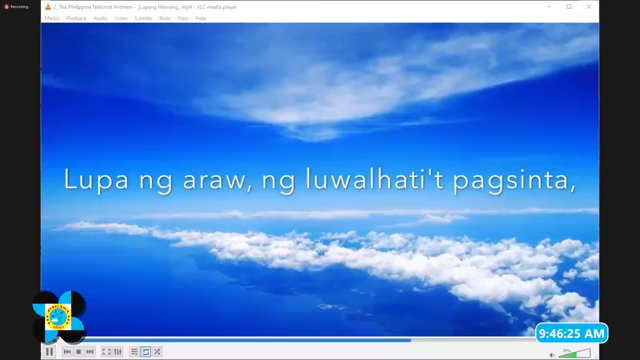 Recording
2_The Philippine National Anthem - _Lupang Hinirang_.mp4 - VLC media player
Media Playback Audio Video Subtitle Tools View Help
Lupa ng araw, ng luwalhati't pagsinta,
9:46:25 AM